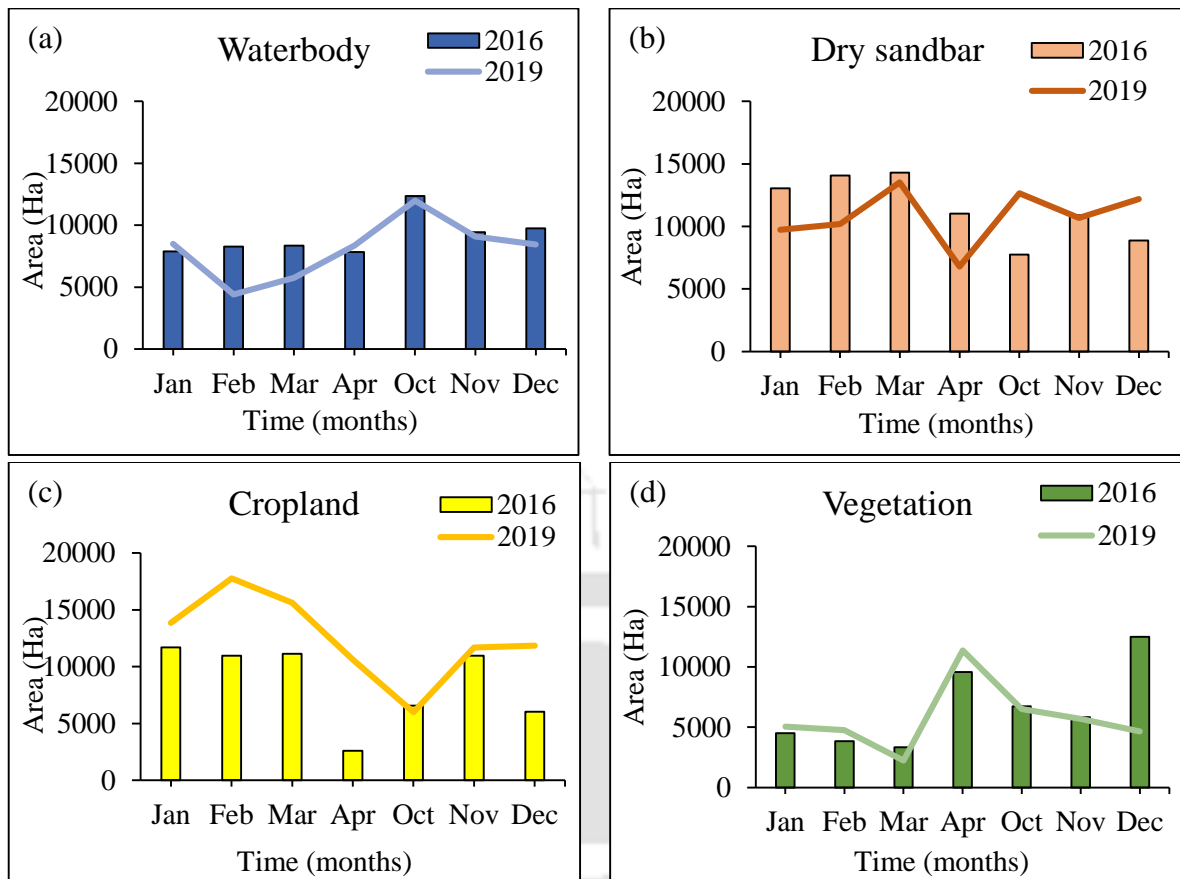 (a)
Waterbody
2016
2019
20000
15000
10000
5000
0
Area (Ha)
Jan Feb Mar Apr Oct Nov Dec
Time (months)
(b)
Dry sandbar
2016
2019
20000
15000
10000
5000
0
Area (Ha)
Jan Feb Mar Apr Oct Nov Dec
Time (months)
(c)
Cropland
2016
2019
20000
15000
10000
5000
0
Area (Ha)
Jan Feb Mar Apr Oct Nov Dec
Time (months)
(d)
Vegetation
2016
2019
20000
15000
10000
5000
0
Area (Ha)
Jan Feb Mar Apr Oct Nov Dec
Time (months)